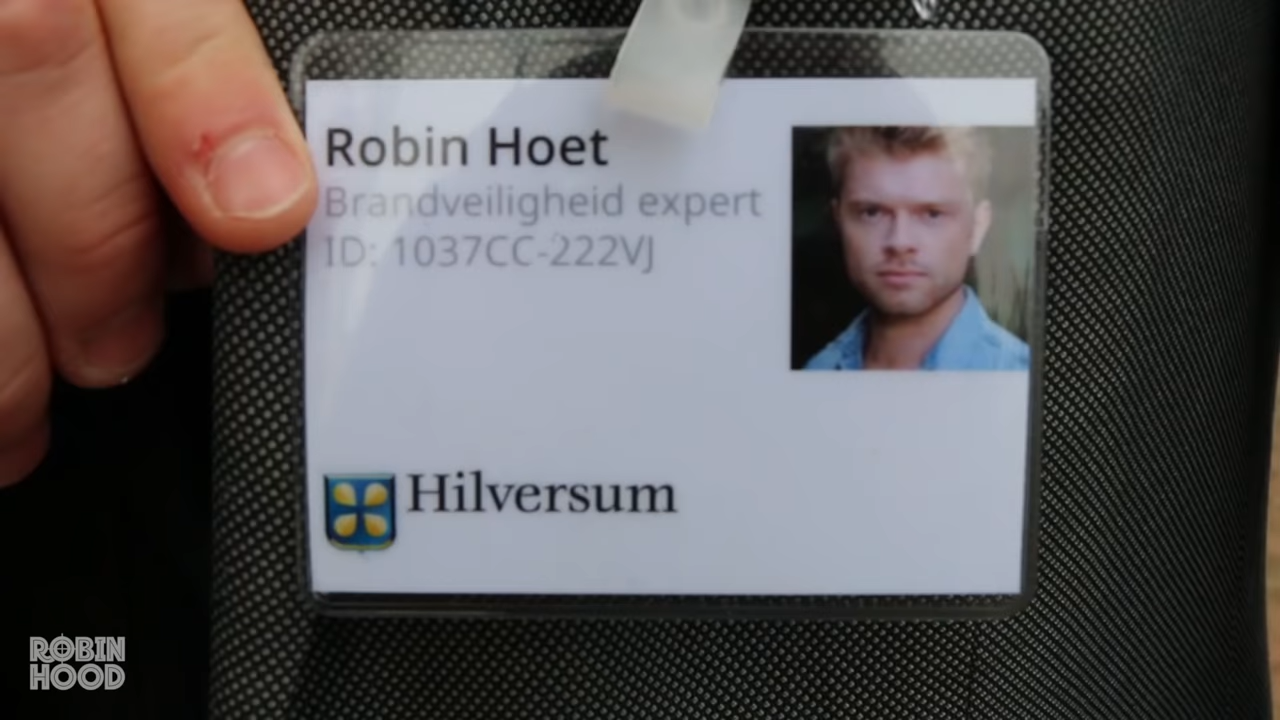 Robin Hoet
Brandveiligheid expert
ID: 1037CC-222VJ
Hilversum
ROBIN
HOOD